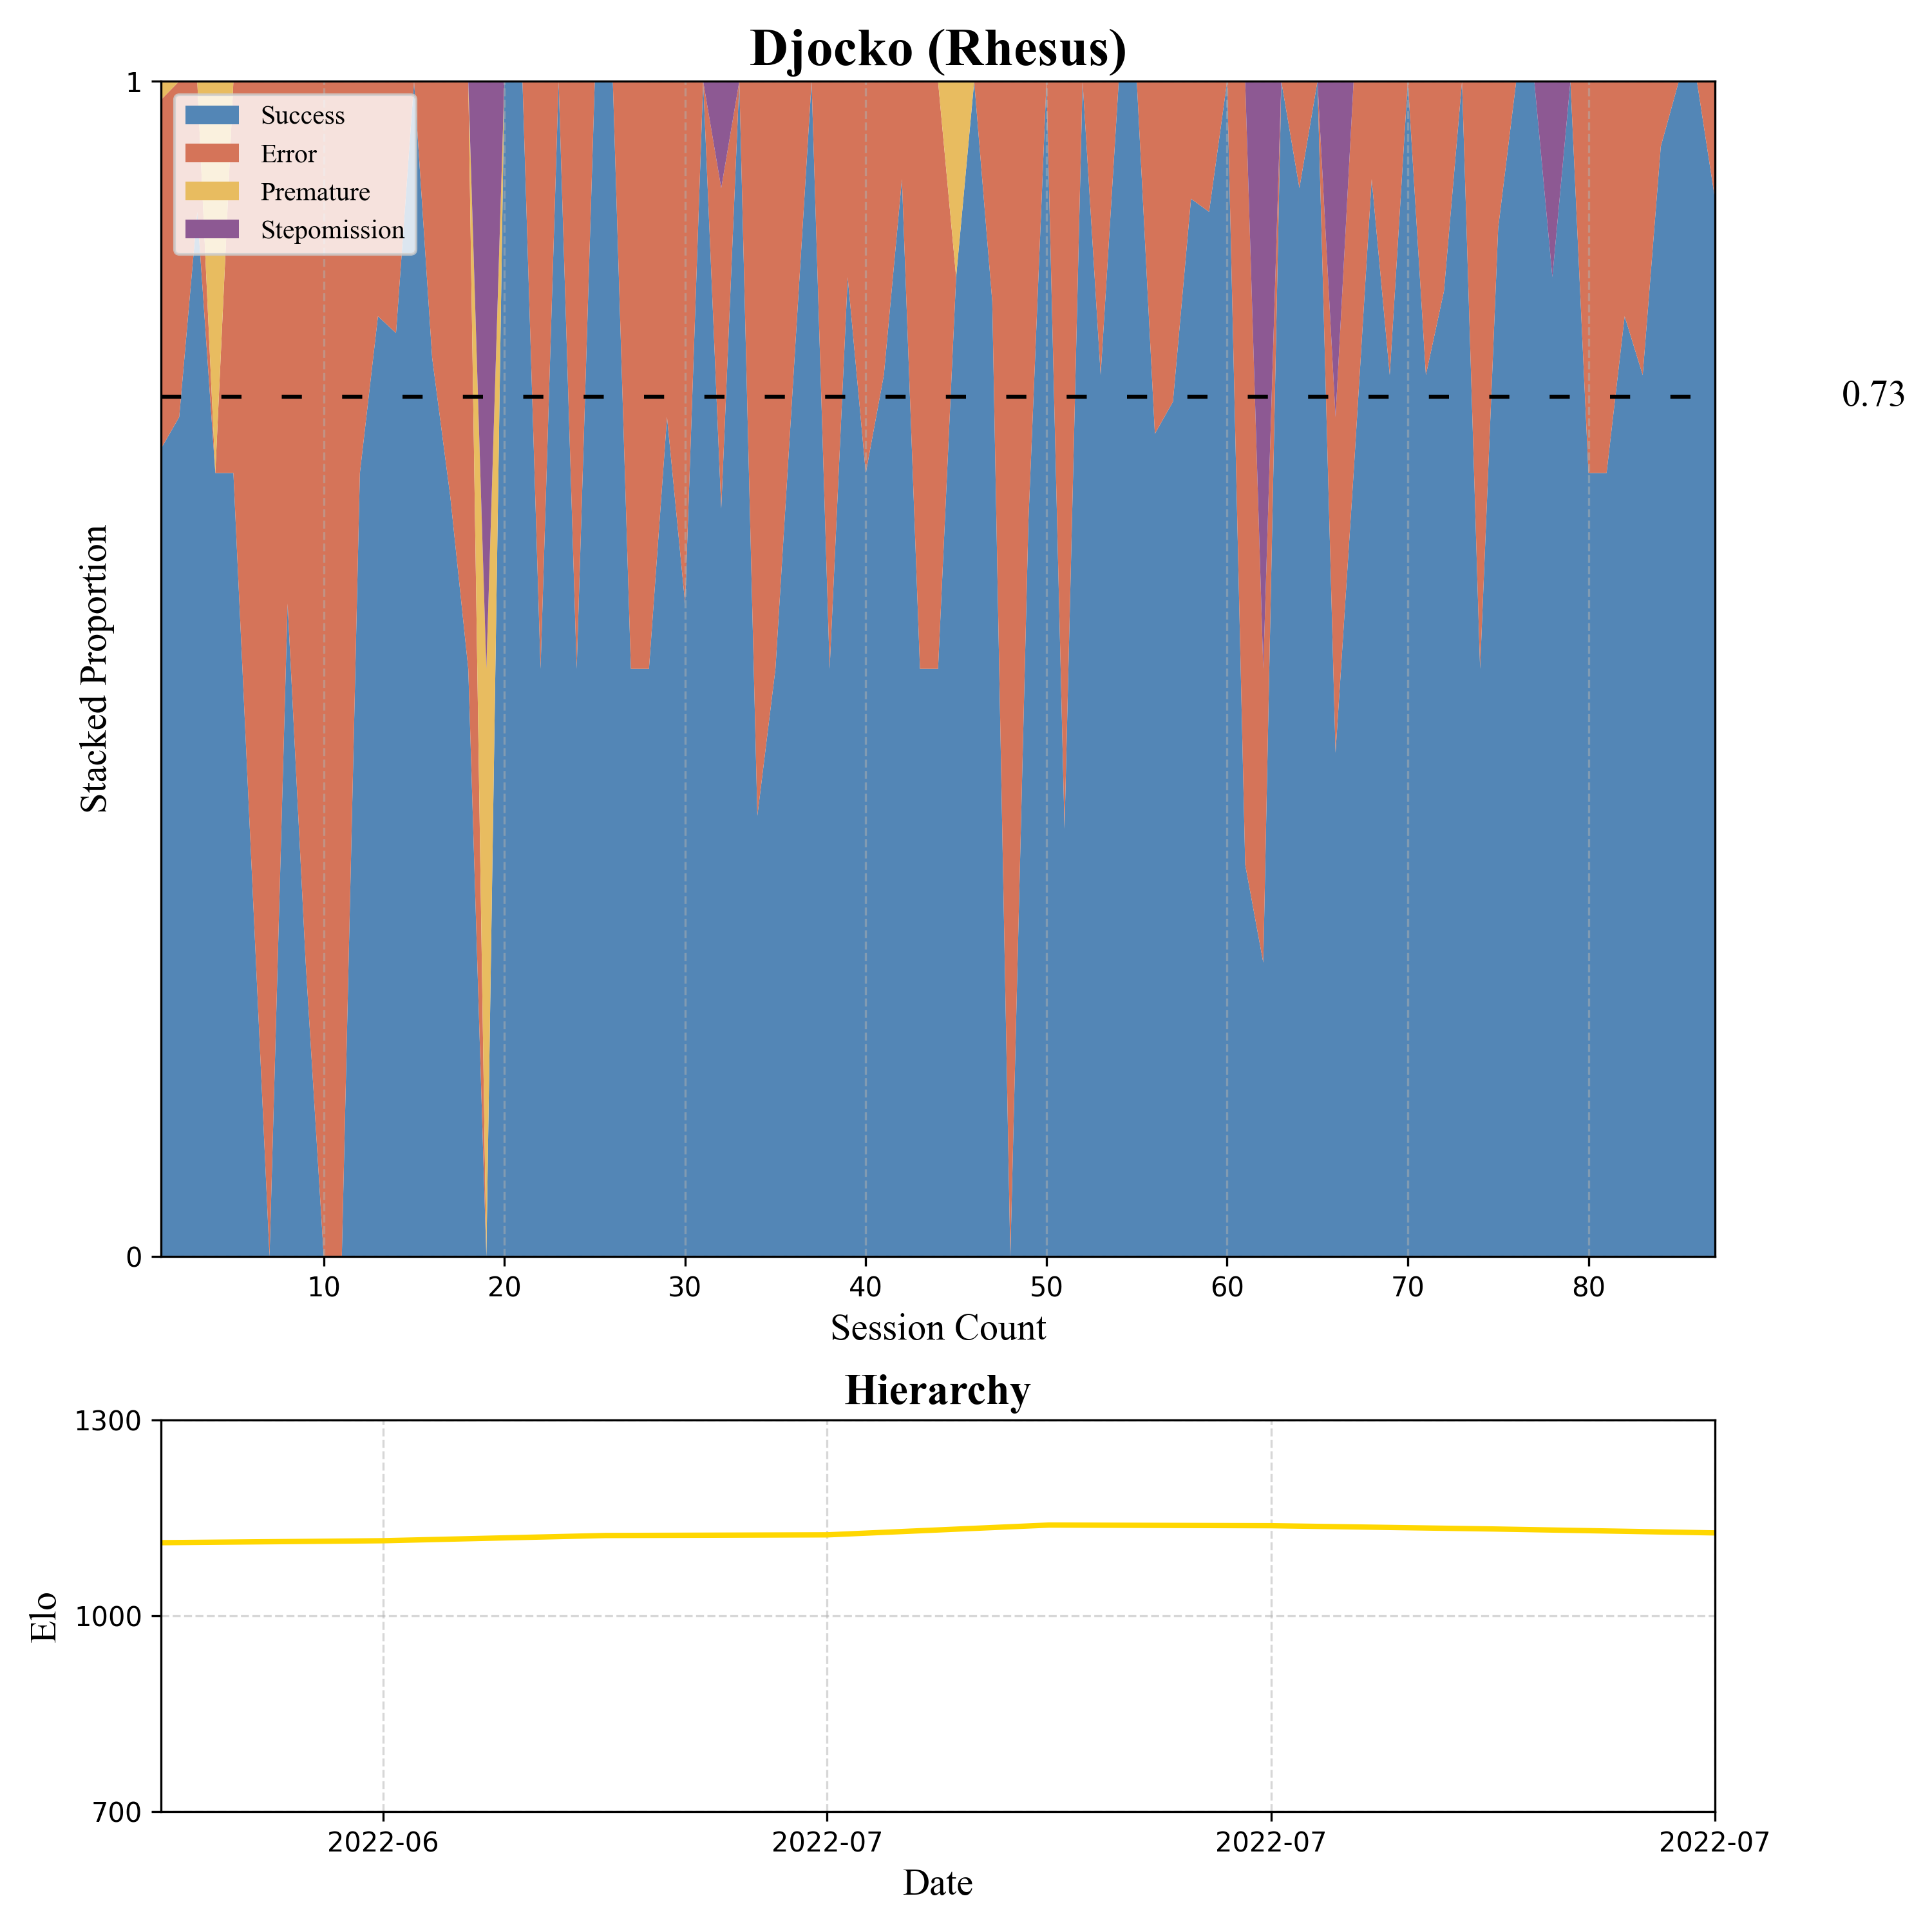 Djocko (Rhesus)
1
Success
Error
Premature
Stepomission
0.73
Stacked Proportion
0
10 20 30 40 50 60 70 80
Session Count
Hierarchy
1300
1000
700
Elo
2022-06 2022-07 2022-07 2022-07
Date